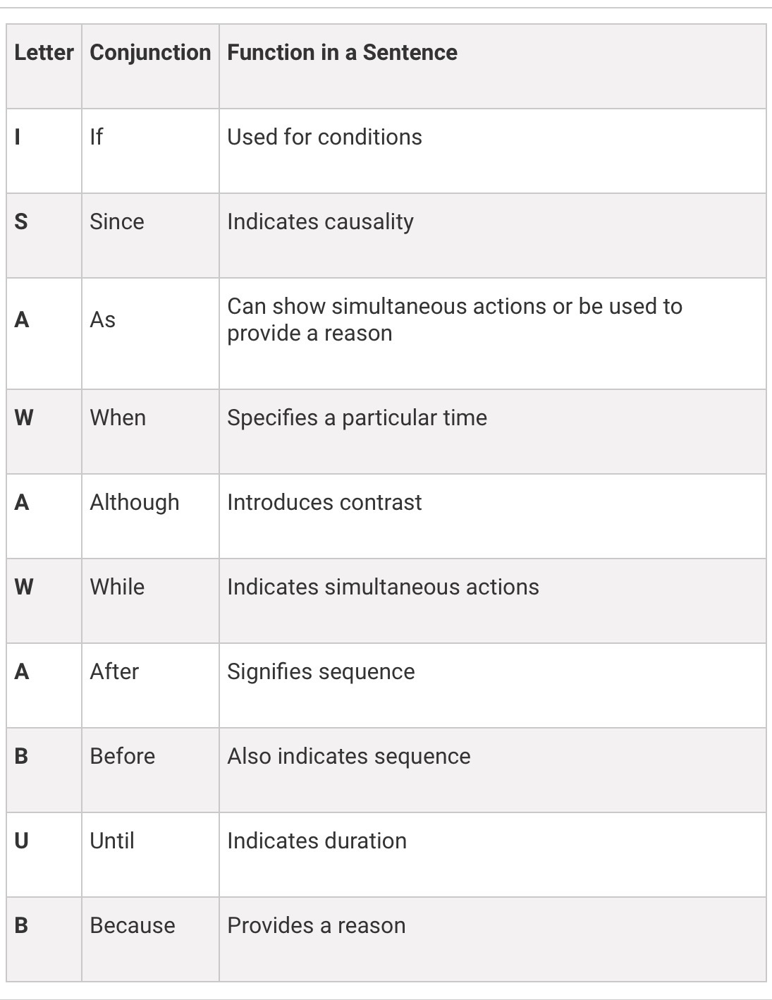 Letter Conjunction Function in a Sentence
I If Used for conditions
S Since Indicates causality
A As Can show simultaneous actions or be used to
provide a reason
W When Specifies a particular time
A Although Introduces contrast
W While Indicates simultaneous actions
A After Signifies sequence
B Before Also indicates sequence
U Until Indicates duration
B Because Provides a reason